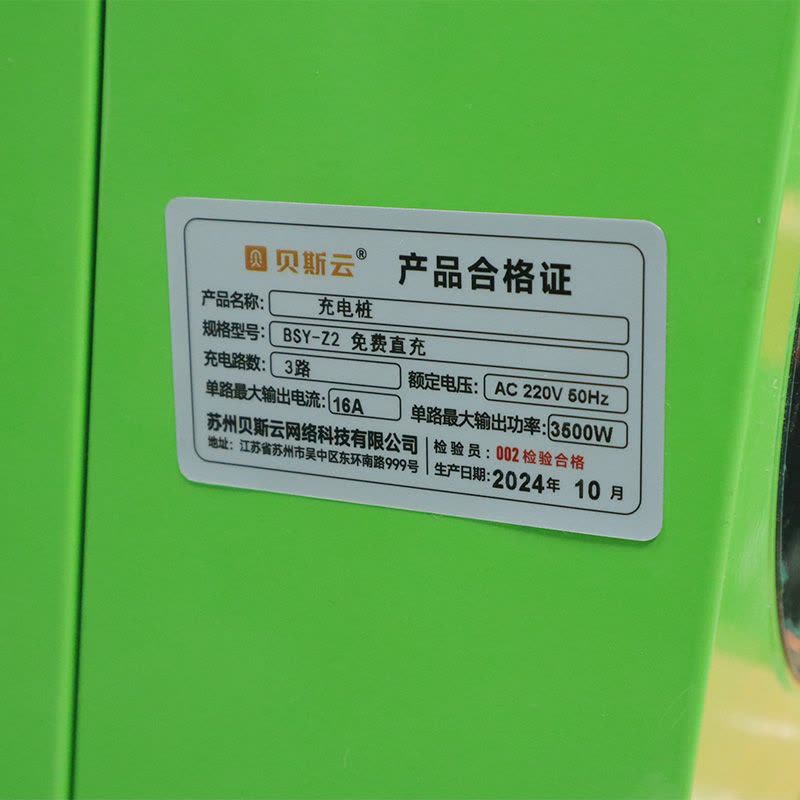 贝 贝斯云® 产品合格证
产品名称: 充电桩
规格型号: BSY-Z2 免费直充
充电路数: 3路 额定电压: AC 220V 50Hz
单路最大输出电流: 16A 单路最大输出功率: 3500W
苏州贝斯云网络科技有限公司 检验员: 002检验合格
地址: 江苏省苏州市吴中区东环南路999号 生产日期: 2024年 10 月